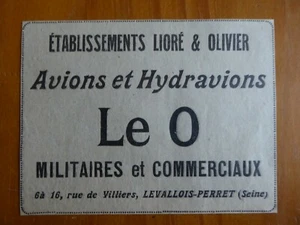 ÉTABLISSEMENTS LIORÉ & OLIVIER
Avions et Hydravions
Le O
MILITAIRES et COMMERCIAUX
6à 16, rue de Villiers, LEVALLOIS-PERRET (Seine)